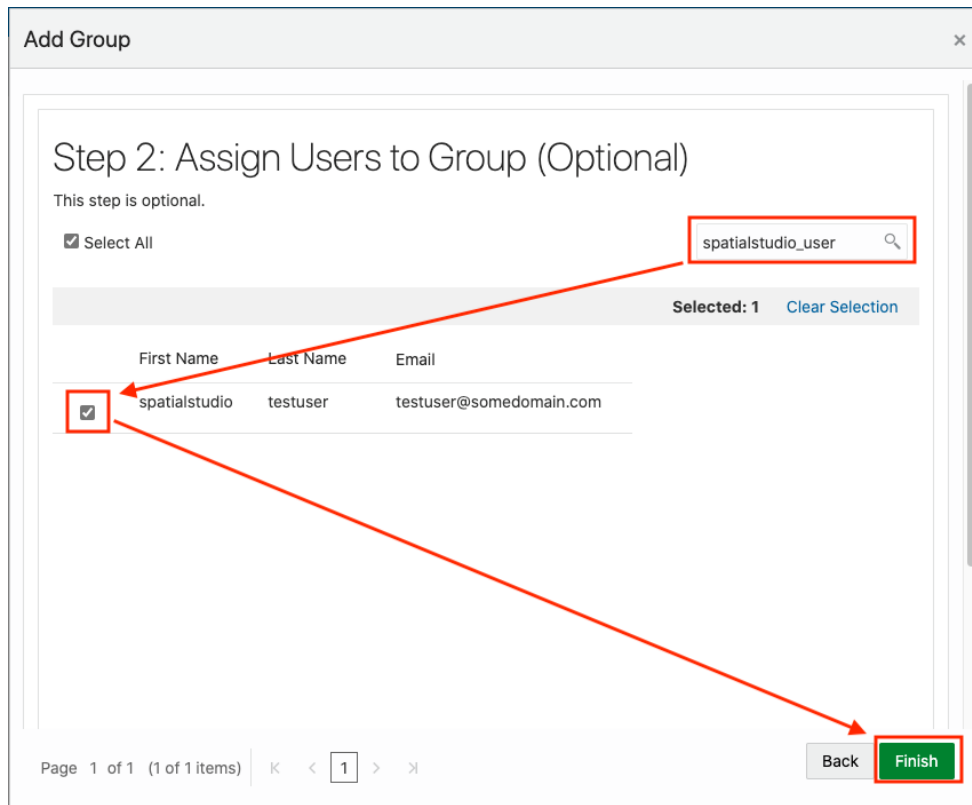 Add Group
×
Step 2: Assign Users to Group (Optional)
This step is optional.
Select All
spatialstudio_user
Selected: 1 Clear Selection
First Name Last Name Email
spatialstudio testuser testuser@somedomain.com
Page 1 of 1 (1 of 1 items) K < 1 > Ж
Back Finish